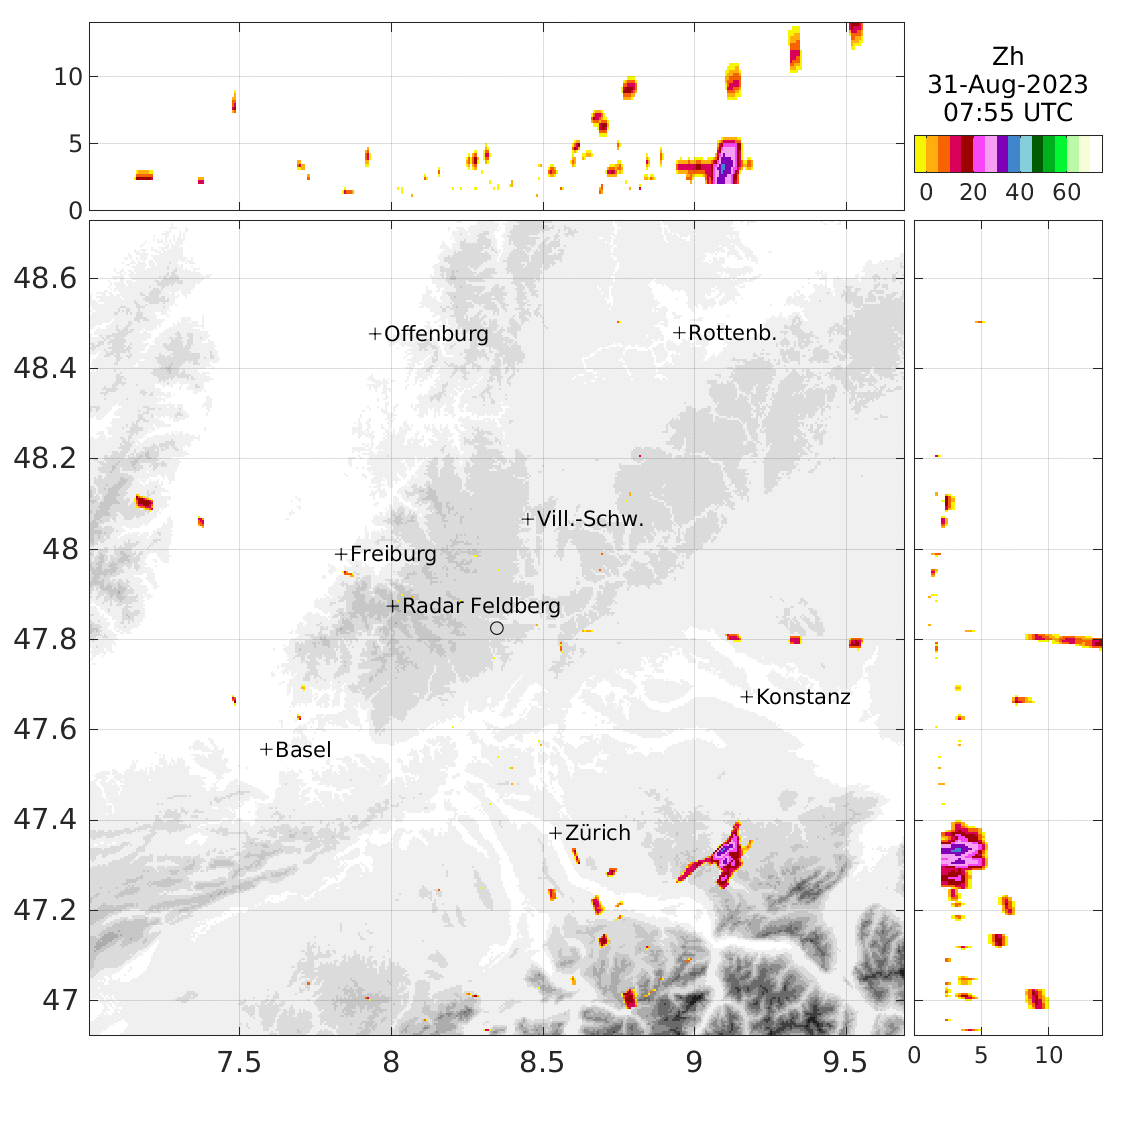 10
5
0
Zh
31-Aug-2023
07:55 UTC
0 20 40 60
48.6
48.4
48.2
48
47.8
47.6
47.4
47.2
47
Offenburg
Rottenb.
Vill.-Schw.
Freiburg
Radar Feldberg
Konstanz
Basel
Zürich
7.5 8 8.5 9 9.5
0 5 10